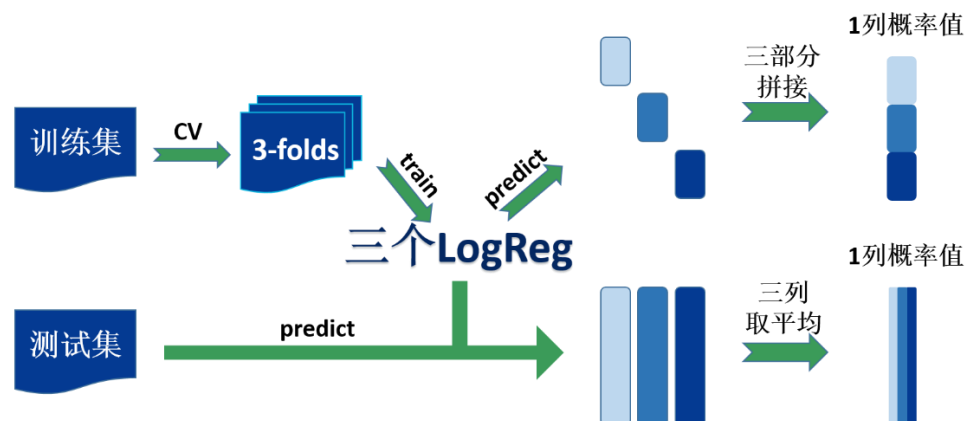 1列概率值
三部分
拼接
训练集
CV
3-folds
train
predict
三个LogReg
1列概率值
三列
取平均
测试集
predict